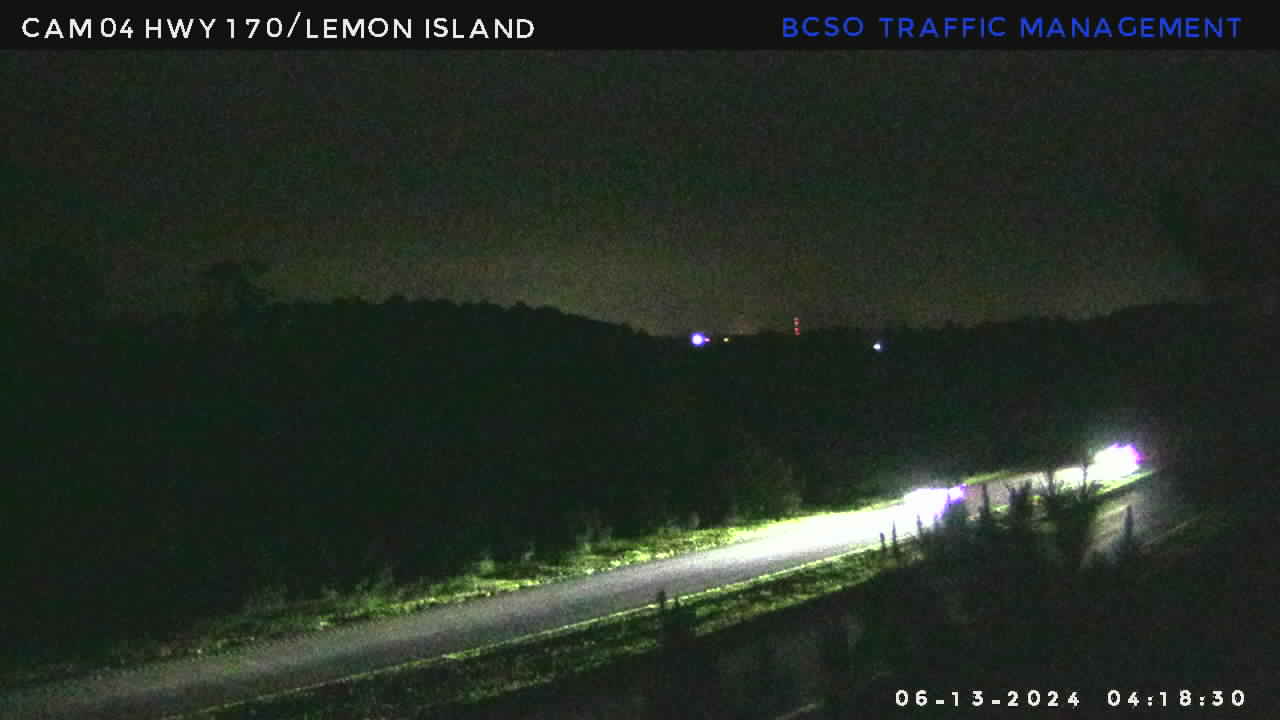 CAM04 HWY 170/LEMON ISLAND
BCSO TRAFFIC MANAGEMENT
06-13-2024 04:18:30